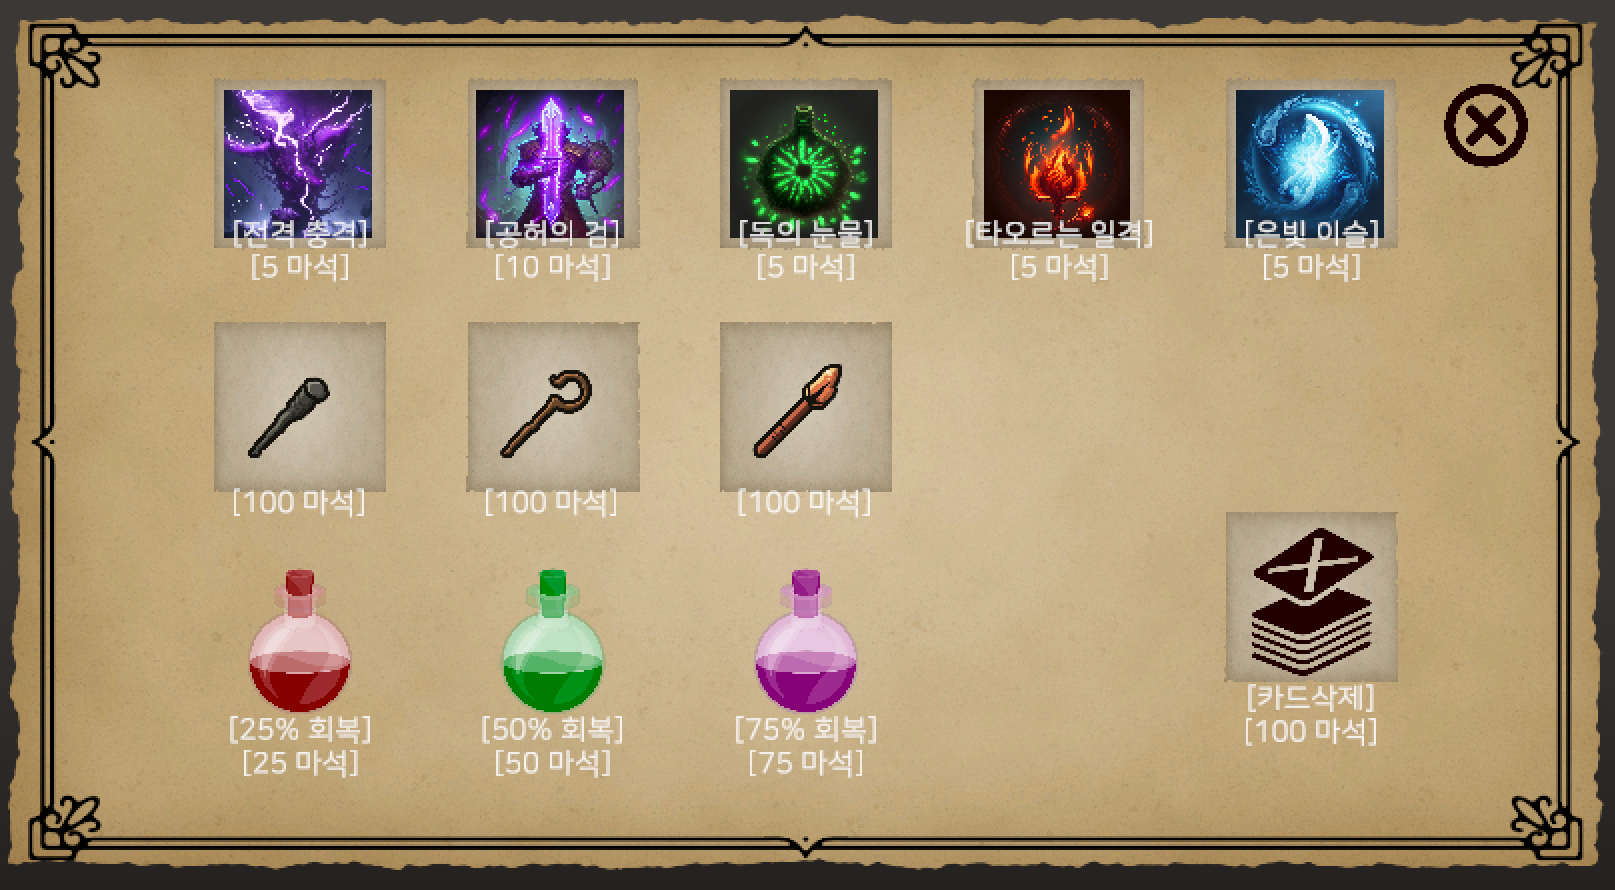 [전격 충격]
[5 마석]
[공허의 검]
[10 마석]
[독의 눈물]
[5 마석]
[타오르는 일격]
[5 마석]
[은빛 이슬]
[5 마석]
[100 마석]
[100 마석]
[100 마석]
[25% 회복]
[25 마석]
[50% 회복]
[50 마석]
[75% 회복]
[75 마석]
[카드삭제]
[100 마석]